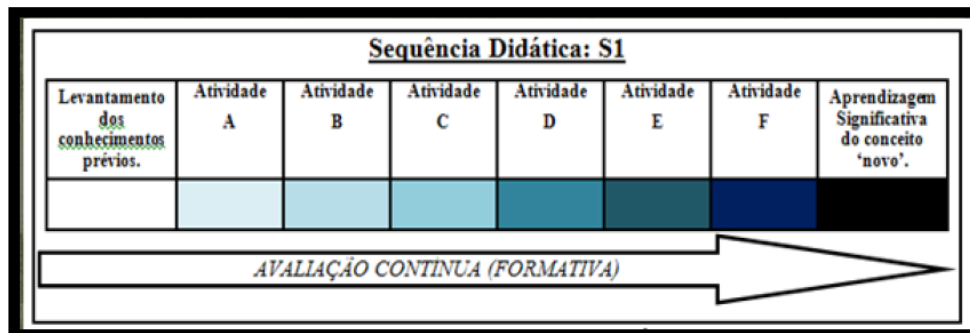 Sequência Didática: S1
Levantamento
dos
conhecimentos
prévios.
Atividade
A
Atividade
B
Atividade
C
Atividade
D
Atividade
E
Atividade
F
Aprendizagem
Significativa
do conceito
‘novo’.
AVALIAÇÃO CONTÍNUA (FORMATIVA)